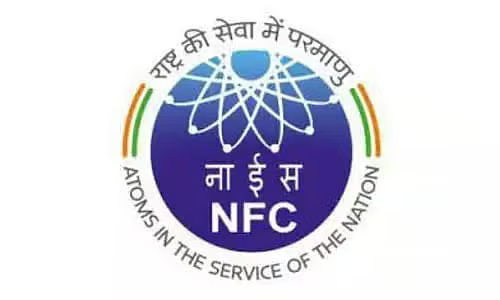 राष्ट्र की सेवा में परमाणु
ना ई स
NFC
ATOMS IN THE SERVICE OF THE NATION